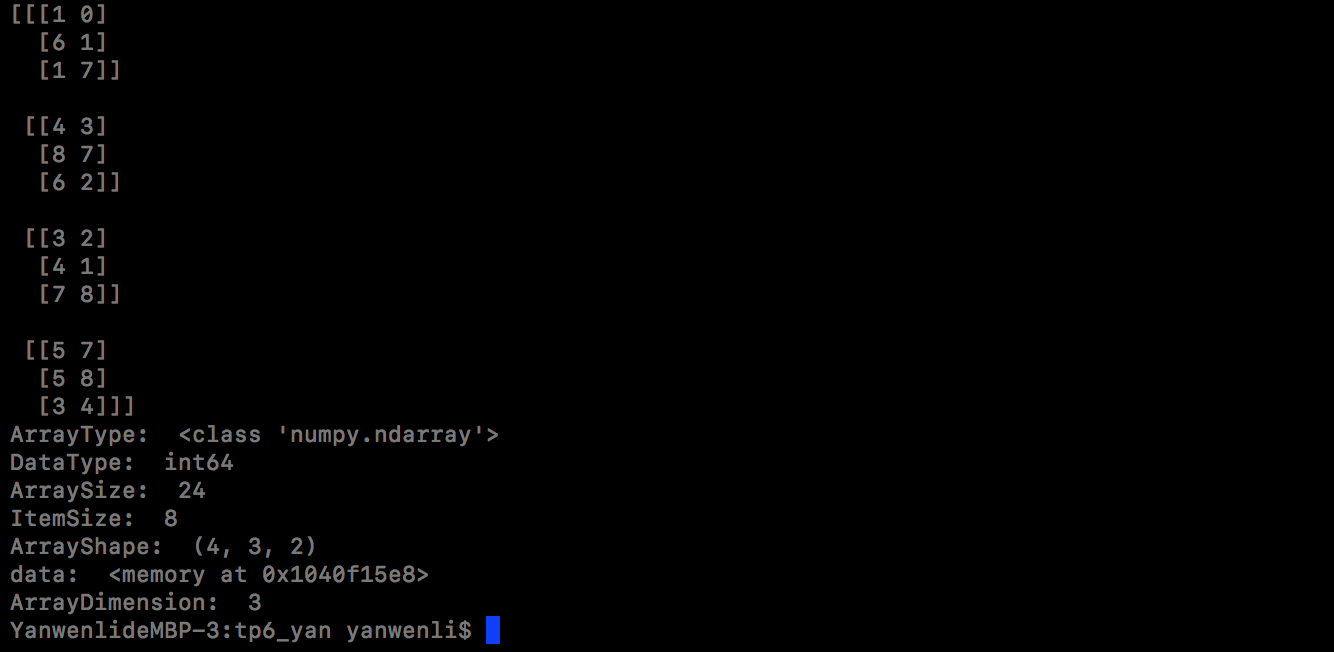 [[[1 0]
  [6 1]
  [1 7]]

 [[4 3]
  [8 7]
  [6 2]]

 [[3 2]
  [4 1]
  [7 8]]

 [[5 7]
  [5 8]
  [3 4]]]
ArrayType:  <class 'numpy.ndarray'>
DataType:  int64
ArraySize:  24
ItemSize:  8
ArrayShape:  (4, 3, 2)
data:  <memory at 0x1040f15e8>
ArrayDimension:  3
YanwenlideMBP-3:tp6_yan yanwenli$